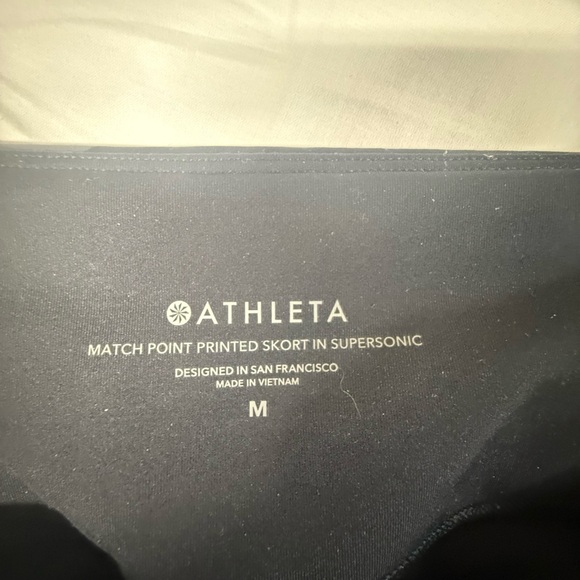 ATHLETA
MATCH POINT PRINTED SKORT IN SUPERSONIC
DESIGNED IN SAN FRANCISCO
MADE IN VIETNAM
M